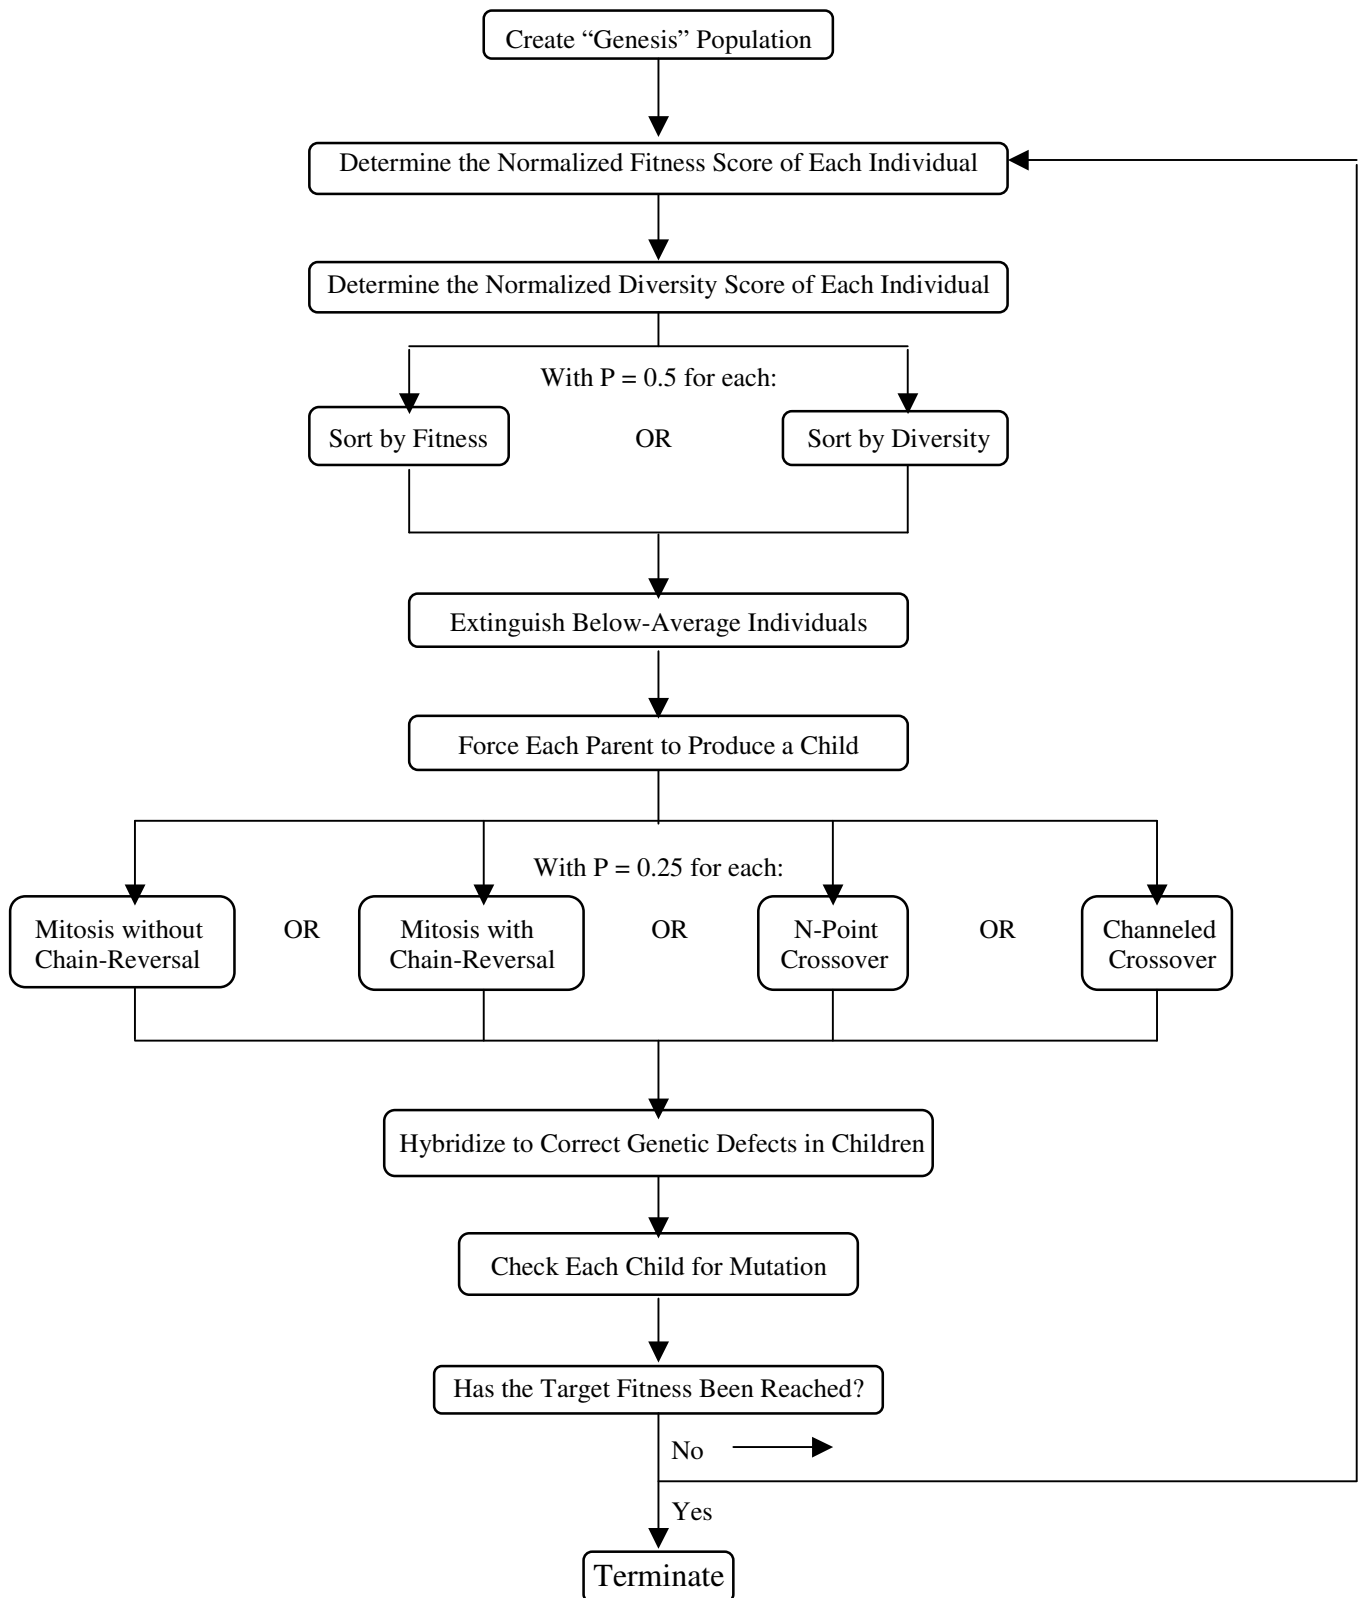 Create “Genesis” Population
Determine the Normalized Fitness Score of Each Individual
Determine the Normalized Diversity Score of Each Individual
With P = 0.5 for each:
Sort by Fitness
OR
Sort by Diversity
Extinguish Below-Average Individuals
Force Each Parent to Produce a Child
With P = 0.25 for each:
Mitosis without
Chain-Reversal
OR
Mitosis with
Chain-Reversal
OR
N-Point
Crossover
OR
Channeled
Crossover
Hybridize to Correct Genetic Defects in Children
Check Each Child for Mutation
Has the Target Fitness Been Reached?
No
Yes
Terminate